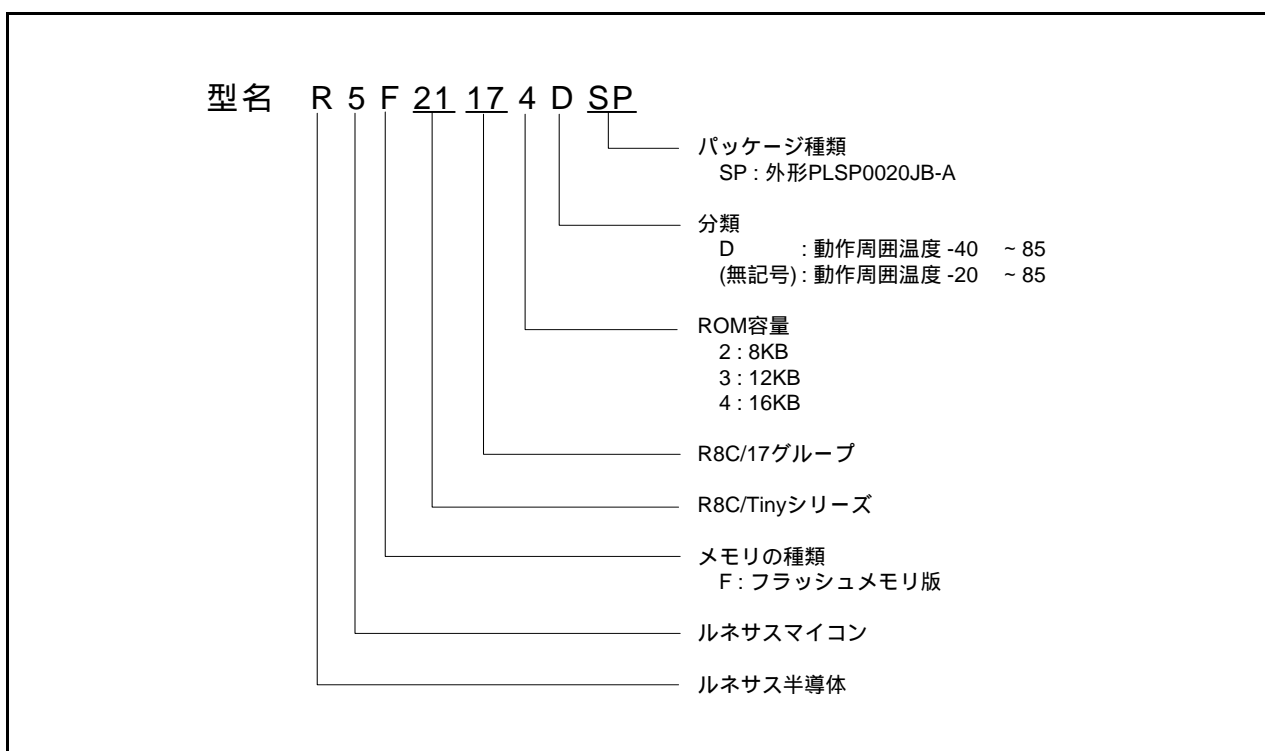 型名 R 5 F 21 17 4 D SP
パッケージ種類
SP : 外形PLSP0020JB-A
分類
D : 動作周囲温度 -40 ~ 85
(無記号) : 動作周囲温度 -20 ~ 85
ROM容量
2 : 8KB
3 : 12KB
4 : 16KB
R8C/17グループ
R8C/Tinyシリーズ
メモリの種類
F : フラッシュメモリ版
ルネサスマイコン
ルネサス半導体